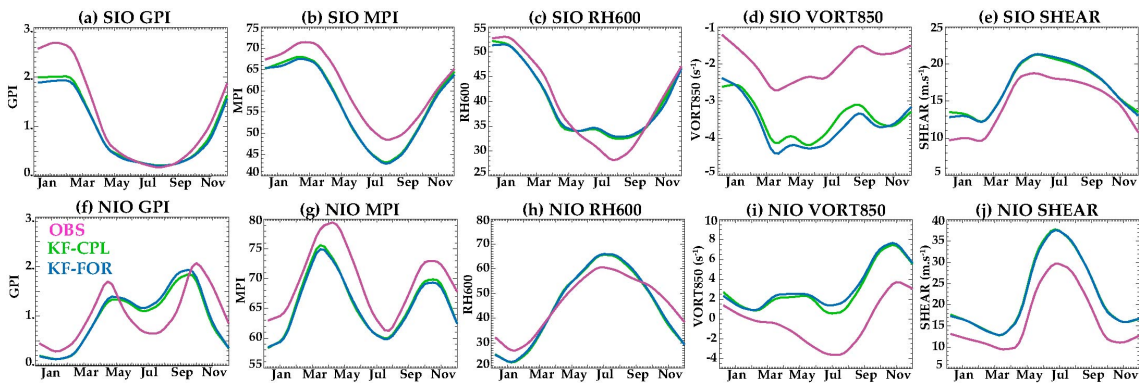 (a) SIO GPI
3.
2.
1.
0.
GPI
Jan Mar May Jul Sep Nov
(b) SIO MPI
75
70
65
60
55
50
45
40
MPI
Jan Mar May Jul Sep Nov
(c) SIO RH600
55
50
45
40
35
30
25
RH600
Jan Mar May Jul Sep Nov
(d) SIO VORT850
-1
-2
-3
-4
-5
VORT850 (s⁻¹)
Jan Mar May Jul Sep Nov
(e) SIO SHEAR
25
20
15
10
5
SHEAR (m.s⁻¹)
Jan Mar May Jul Sep Nov
(f) NIO GPI
OBS
KF-CPL
KF-FOR
3.
2.
1.
0.
GPI
Jan Mar May Jul Sep Nov
(g) NIO MPI
80
75
70
65
60
55
MPI
Jan Mar May Jul Sep Nov
(h) NIO RH600
80
70
60
50
40
30
20
RH600
Jan Mar May Jul Sep Nov
(i) NIO VORT850
10
8
6
4
2
0
-2
-4
VORT850 (s⁻¹)
Jan Mar May Jul Sep Nov
(j) NIO SHEAR
40
35
30
25
20
15
10
5
SHEAR (m.s⁻¹)
Jan Mar May Jul Sep Nov